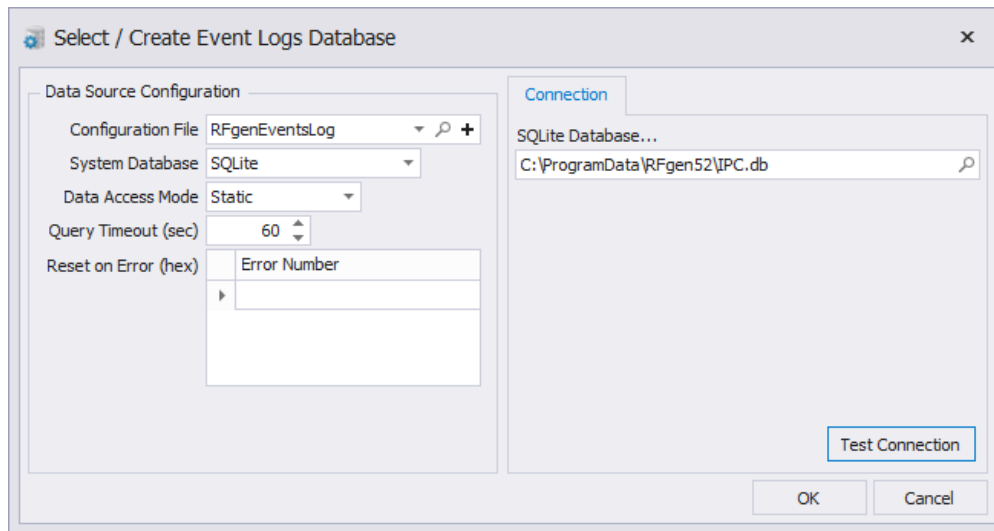 Select / Create Event Logs Database
Data Source Configuration
Configuration File RFgenEventsLog
System Database SQLite
Data Access Mode Static
Query Timeout (sec) 60
Reset on Error (hex) Error Number
Connection
SQLite Database...
C:\ProgramData\RFgen52\IPC.db
Test Connection
OK Cancel